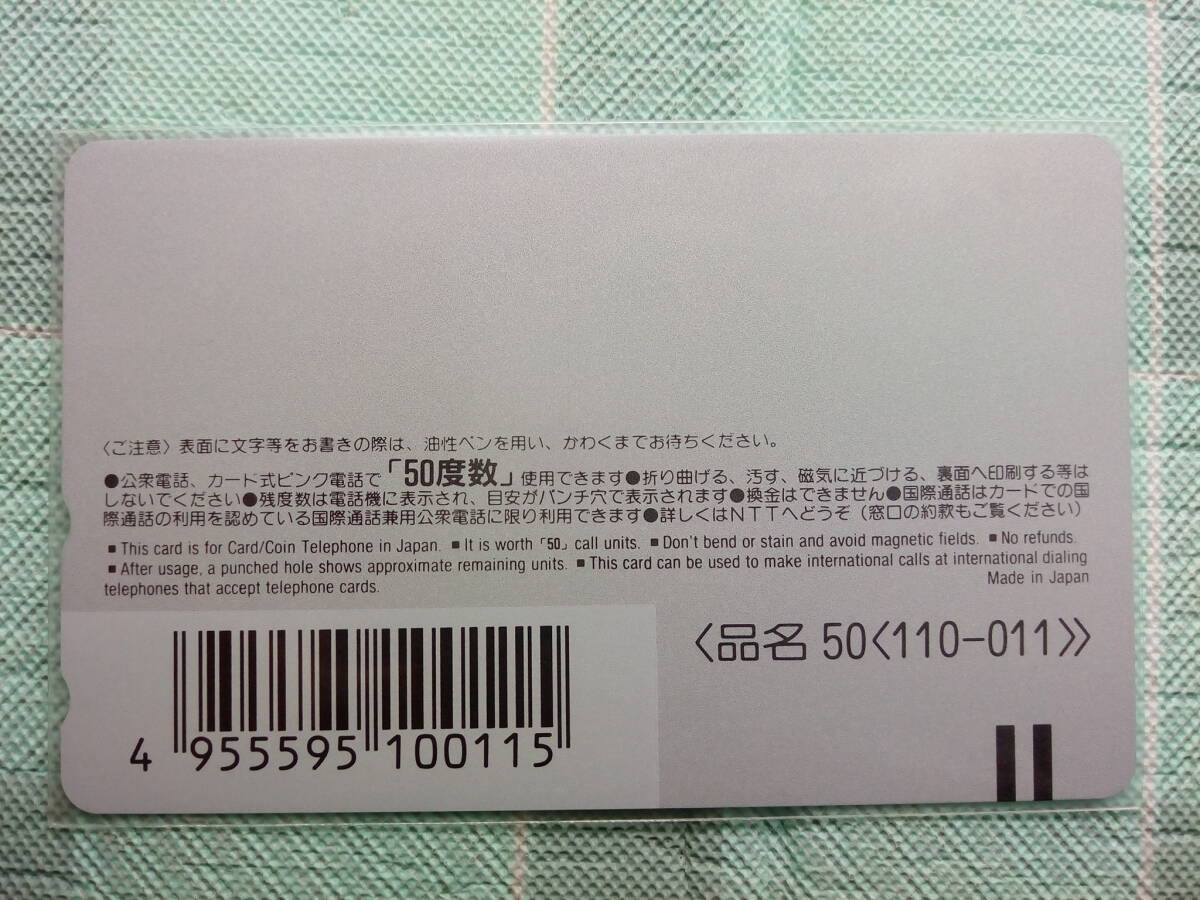 〈ご注意〉表面に文字等をお書きの際は、油性ペンを用い、かわくまでお待ちください。
●公衆電話、カード式ピンク電話で「50度数」使用できます●折り曲げる、汚す、磁気に近づける、裏面へ印刷する等は
しないでください●残度数は電話機に表示され、目安がパンチ穴で表示されます●換金はできません●国際通話はカードでの国
際通話の利用を認めている国際通話兼用公衆電話に限り利用できます●詳しくはNTTへどうぞ（窓口の約款もご覧ください）
■ This card is for Card/Coin Telephone in Japan. ■ It is worth「50」call units. ■ Don't bend or stain and avoid magnetic fields. ■ No refunds.
■ After usage, a punched hole shows approximate remaining units. ■ This card can be used to make international calls at international dialing
telephones that accept telephone cards.
Made in Japan
〈品名 50〈110-011〉〉
4 955595 100115